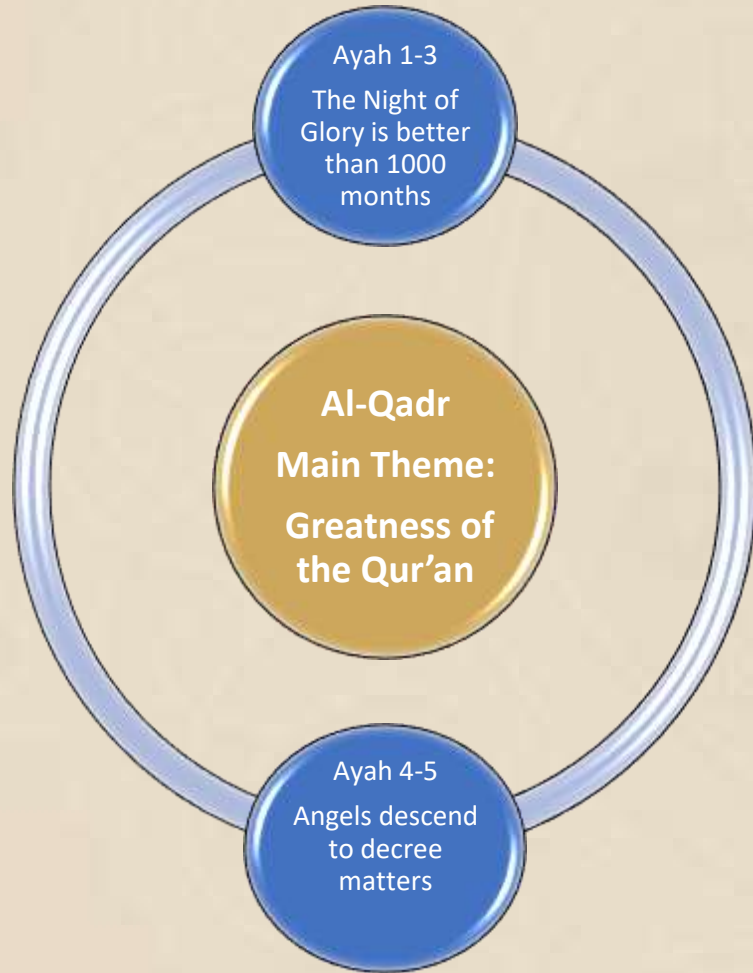 Ayah 1-3
The Night of
Glory is better
than 1000
months
Al-Qadr
Main Theme:
Greatness of
the Qur’an
Ayah 4-5
Angels descend
to decree
matters